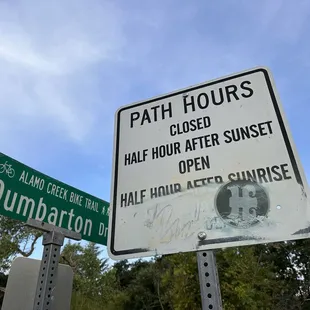 PATH HOURS
CLOSED
HALF HOUR AFTER SUNSET
OPEN
HALF HOUR AFTER SUNRISE
ALAMO CREEK BIKE TRAIL
Dumbarton Dr